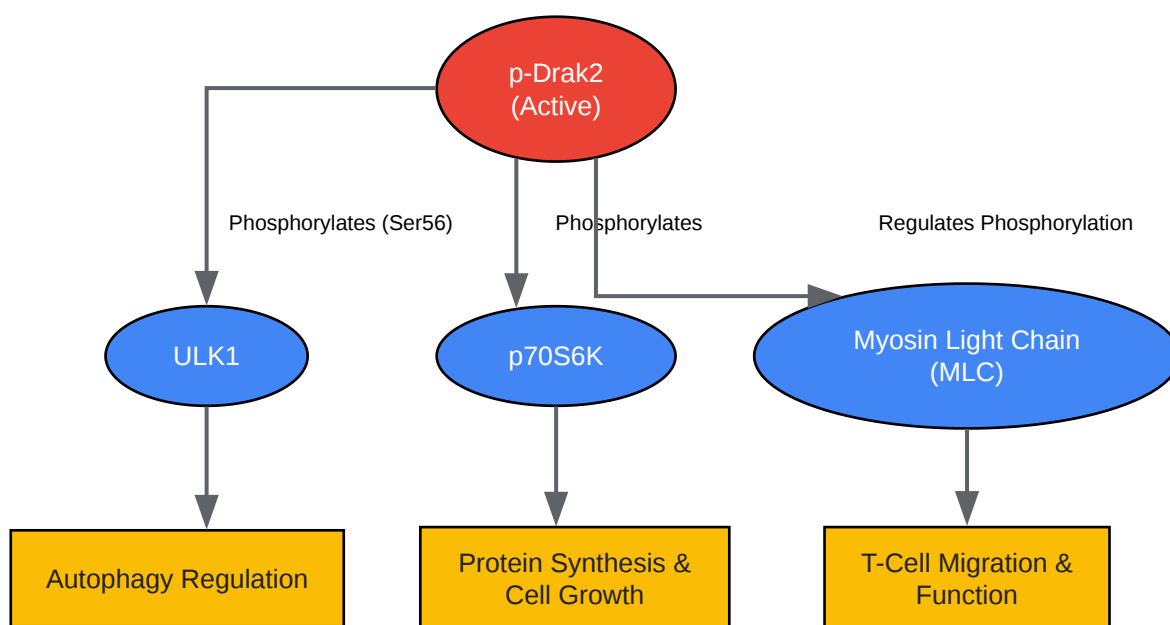 p-Drak2
(Active)
Phosphorylates (Ser56)
Phosphorylates
Regulates Phosphorylation
ULK1
p70S6K
Myosin Light Chain
(MLC)
Autophagy Regulation
Protein Synthesis &
Cell Growth
T-Cell Migration &
Function